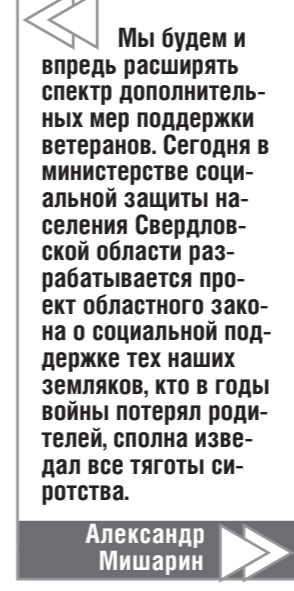 Мы будем и
впредь расширять
спектр дополнитель-
ных мер поддержки
ветеранов. Сегодня в
министерстве соци-
альной защиты на-
селения Свердлов-
ской области раз-
рабатывается про-
ект областного зако-
на о социальной под-
держке тех наших
земляков, кто в годы
войны потерял роди-
телей, сполна изве-
дал все тяготы си-
ротства.
Александр
Мишарин